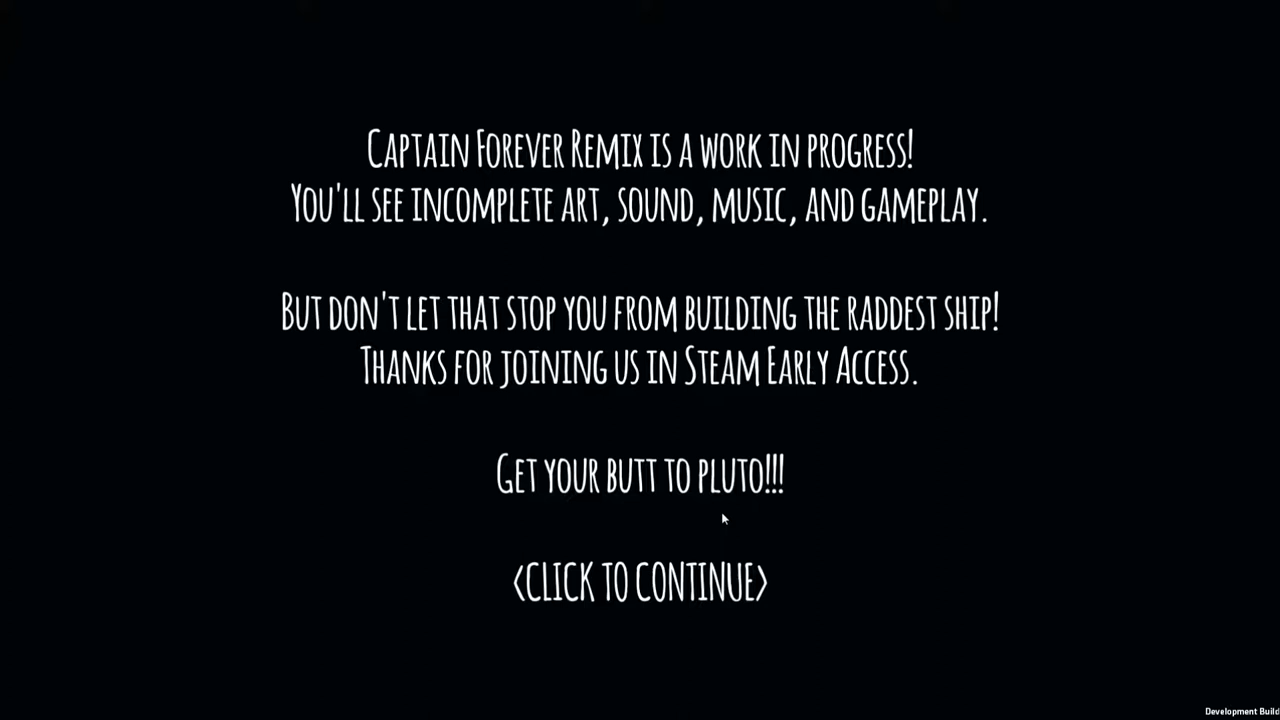 Captain Forever Remix is a work in progress!
You'll see incomplete art, sound, music, and gameplay.
But don't let that stop you from building the raddest ship!
Thanks for joining us in Steam Early Access.
Get your butt to pluto!!!
<CLICK TO CONTINUE>
Development Build